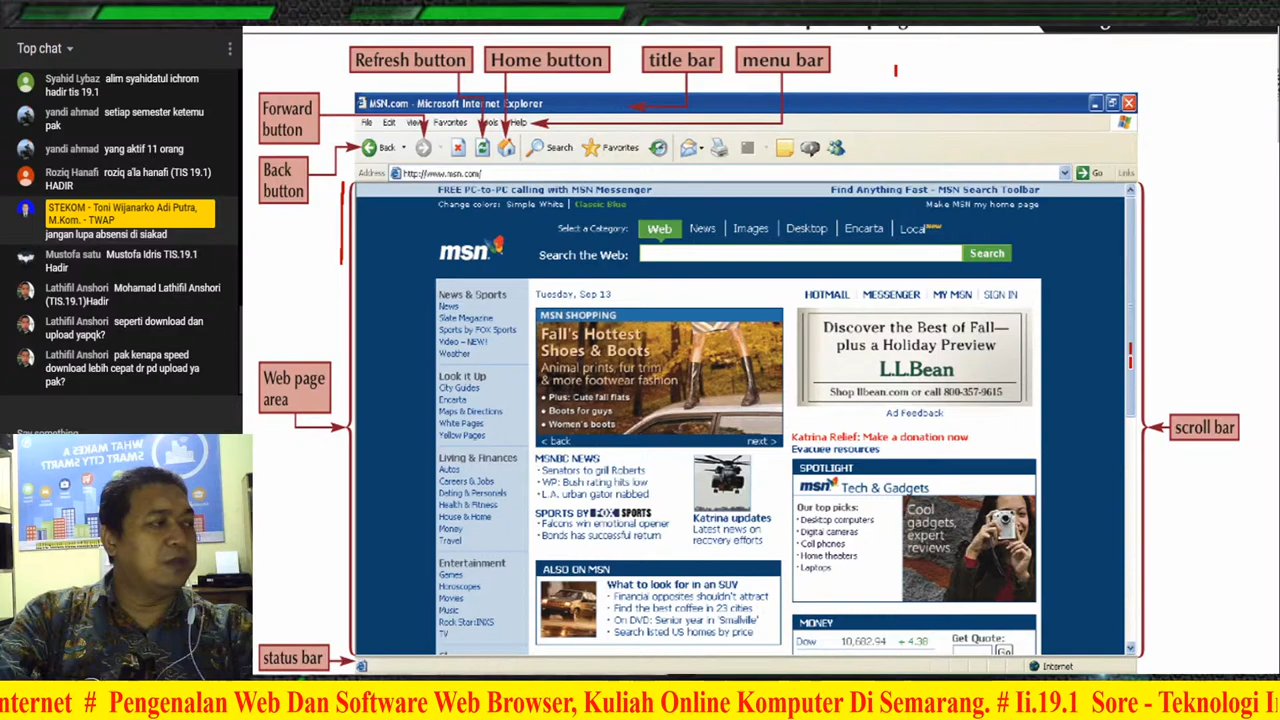 Top chat
Syahid Lybaz alim syahidatul ichrom
hadir tis 19.1
yandi ahmad setiap semester ketemu
pak
yandi ahmad yang aktif 11 orang
Roziq Hanafi roziq a'la hanafi (TIS 19.1)
HADIR
STEKOM - Toni Wijanarko Adi Putra,
M.Kom. - TWAP
jangan lupa absensi di siakad
Mustofa satu Mustofa Idris TIS.19.1
Hadir
Lathifil Anshori Mohamad Lathifil Anshori
(TIS.19.1)Hadir
Lathifil Anshori seperti download dan
upload yapqk?
Lathifil Anshori pak kenapa speed
download lebih cepat dr pd upload ya
pak?
Say something
WHAT MAKES A
SMART CITY SMART?
Refresh button
Home button
title bar
menu bar
Forward
button
Back
button
Web page
area
status bar
scroll bar
MSN.com - Microsoft Internet Explorer
File Edit View Favorites Tools Help
Back Search Favorites
Address http://www.msn.com/ Go Links
FREE PC-to-PC calling with MSN Messenger Find Anything Fast - MSN Search Toolbar
Change colors: Simple White | Classic Blue Make MSN my home page
Select a Category: Web News Images Desktop Encarta Local New
msn
Search the Web: Search
News & Sports
News
Slate Magazine
Sports by FOX Sports
Video – NEW!
Weather
Look it Up
City Guides
Encarta
Maps & Directions
White Pages
Yellow Pages
Living & Finances
Autos
Careers & Jobs
Dating & Personals
Health & Fitness
House & Home
Money
Travel
Entertainment
Games
Horoscopes
Movies
Music
Rock Star:INXS
TV
Tuesday, Sep 13
MSN SHOPPING
Fall's Hottest
Shoes & Boots
Animal prints, fur trim
& more footwear fashion
• Plus: Cute fall flats
• Boots for guys
• Women's boots
< back next >
MSNBC NEWS
• Senators to grill Roberts
• WP: Bush rating hits low
• L.A. urban gator nabbed
SPORTS BY FOX SPORTS
• Falcons win emotional opener
• Bonds has successful return
Katrina updates
Latest news on
recovery efforts
ALSO ON MSN
What to look for in an SUV
• Financial opposites shouldn't attract
• Find the best coffee in 23 cities
• On DVD: Senior year in 'Smallville'
• Search listed US homes by price
HOTMAIL | MESSENGER | MY MSN | SIGN IN
Discover the Best of Fall—
plus a Holiday Preview
L.L.Bean
Shop llbean.com or call 800-357-9615
Ad Feedback
Katrina Relief: Make a donation now
Evacuee resources
SPOTLIGHT
msn Tech & Gadgets
Our top picks:
• Desktop computers
• Digital cameras
• Cell phones
• Home theaters
• Laptops
Cool
gadgets,
expert
reviews
MONEY
Dow 10,682.94 + 4.38
Get Quote:
Go
Internet
nternet # Pengenalan Web Dan Software Web Browser, Kuliah Online Komputer Di Semarang. # Ii.19.1 Sore - Teknologi I